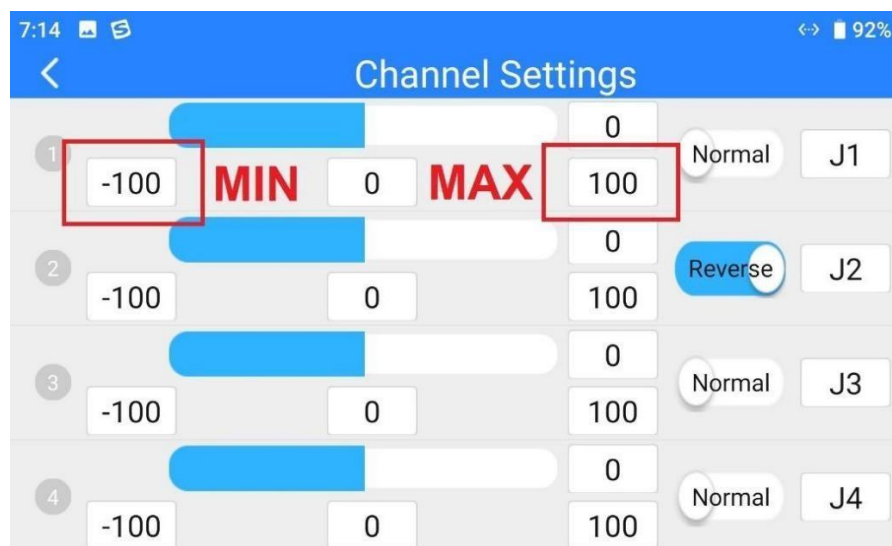 7:14 92%
Channel Settings
0
1 Normal J1
-100 MIN 0 MAX 100
0
2 Reverse J2
-100 0 100
0
3 Normal J3
-100 0 100
0
4 Normal J4
-100 0 100